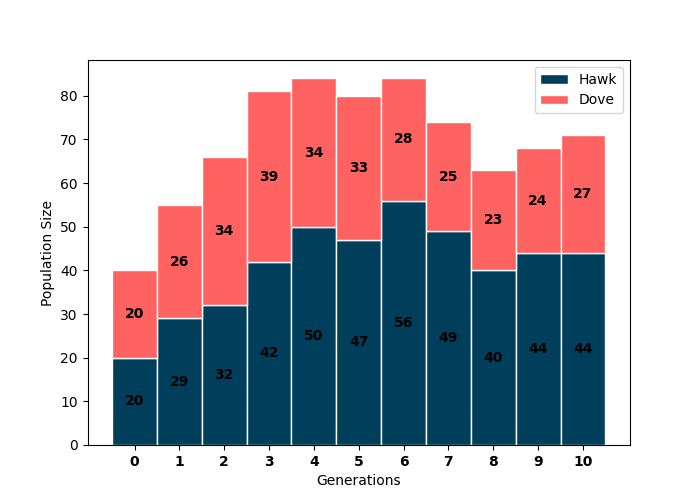 Hawk
Dove
80
70
60
50
40
30
20
10
0
Population Size
20 26 34 39 34 33 28 25 23 24 27
20 29 32 42 50 47 56 49 40 44 44
0 1 2 3 4 5 6 7 8 9 10
Generations